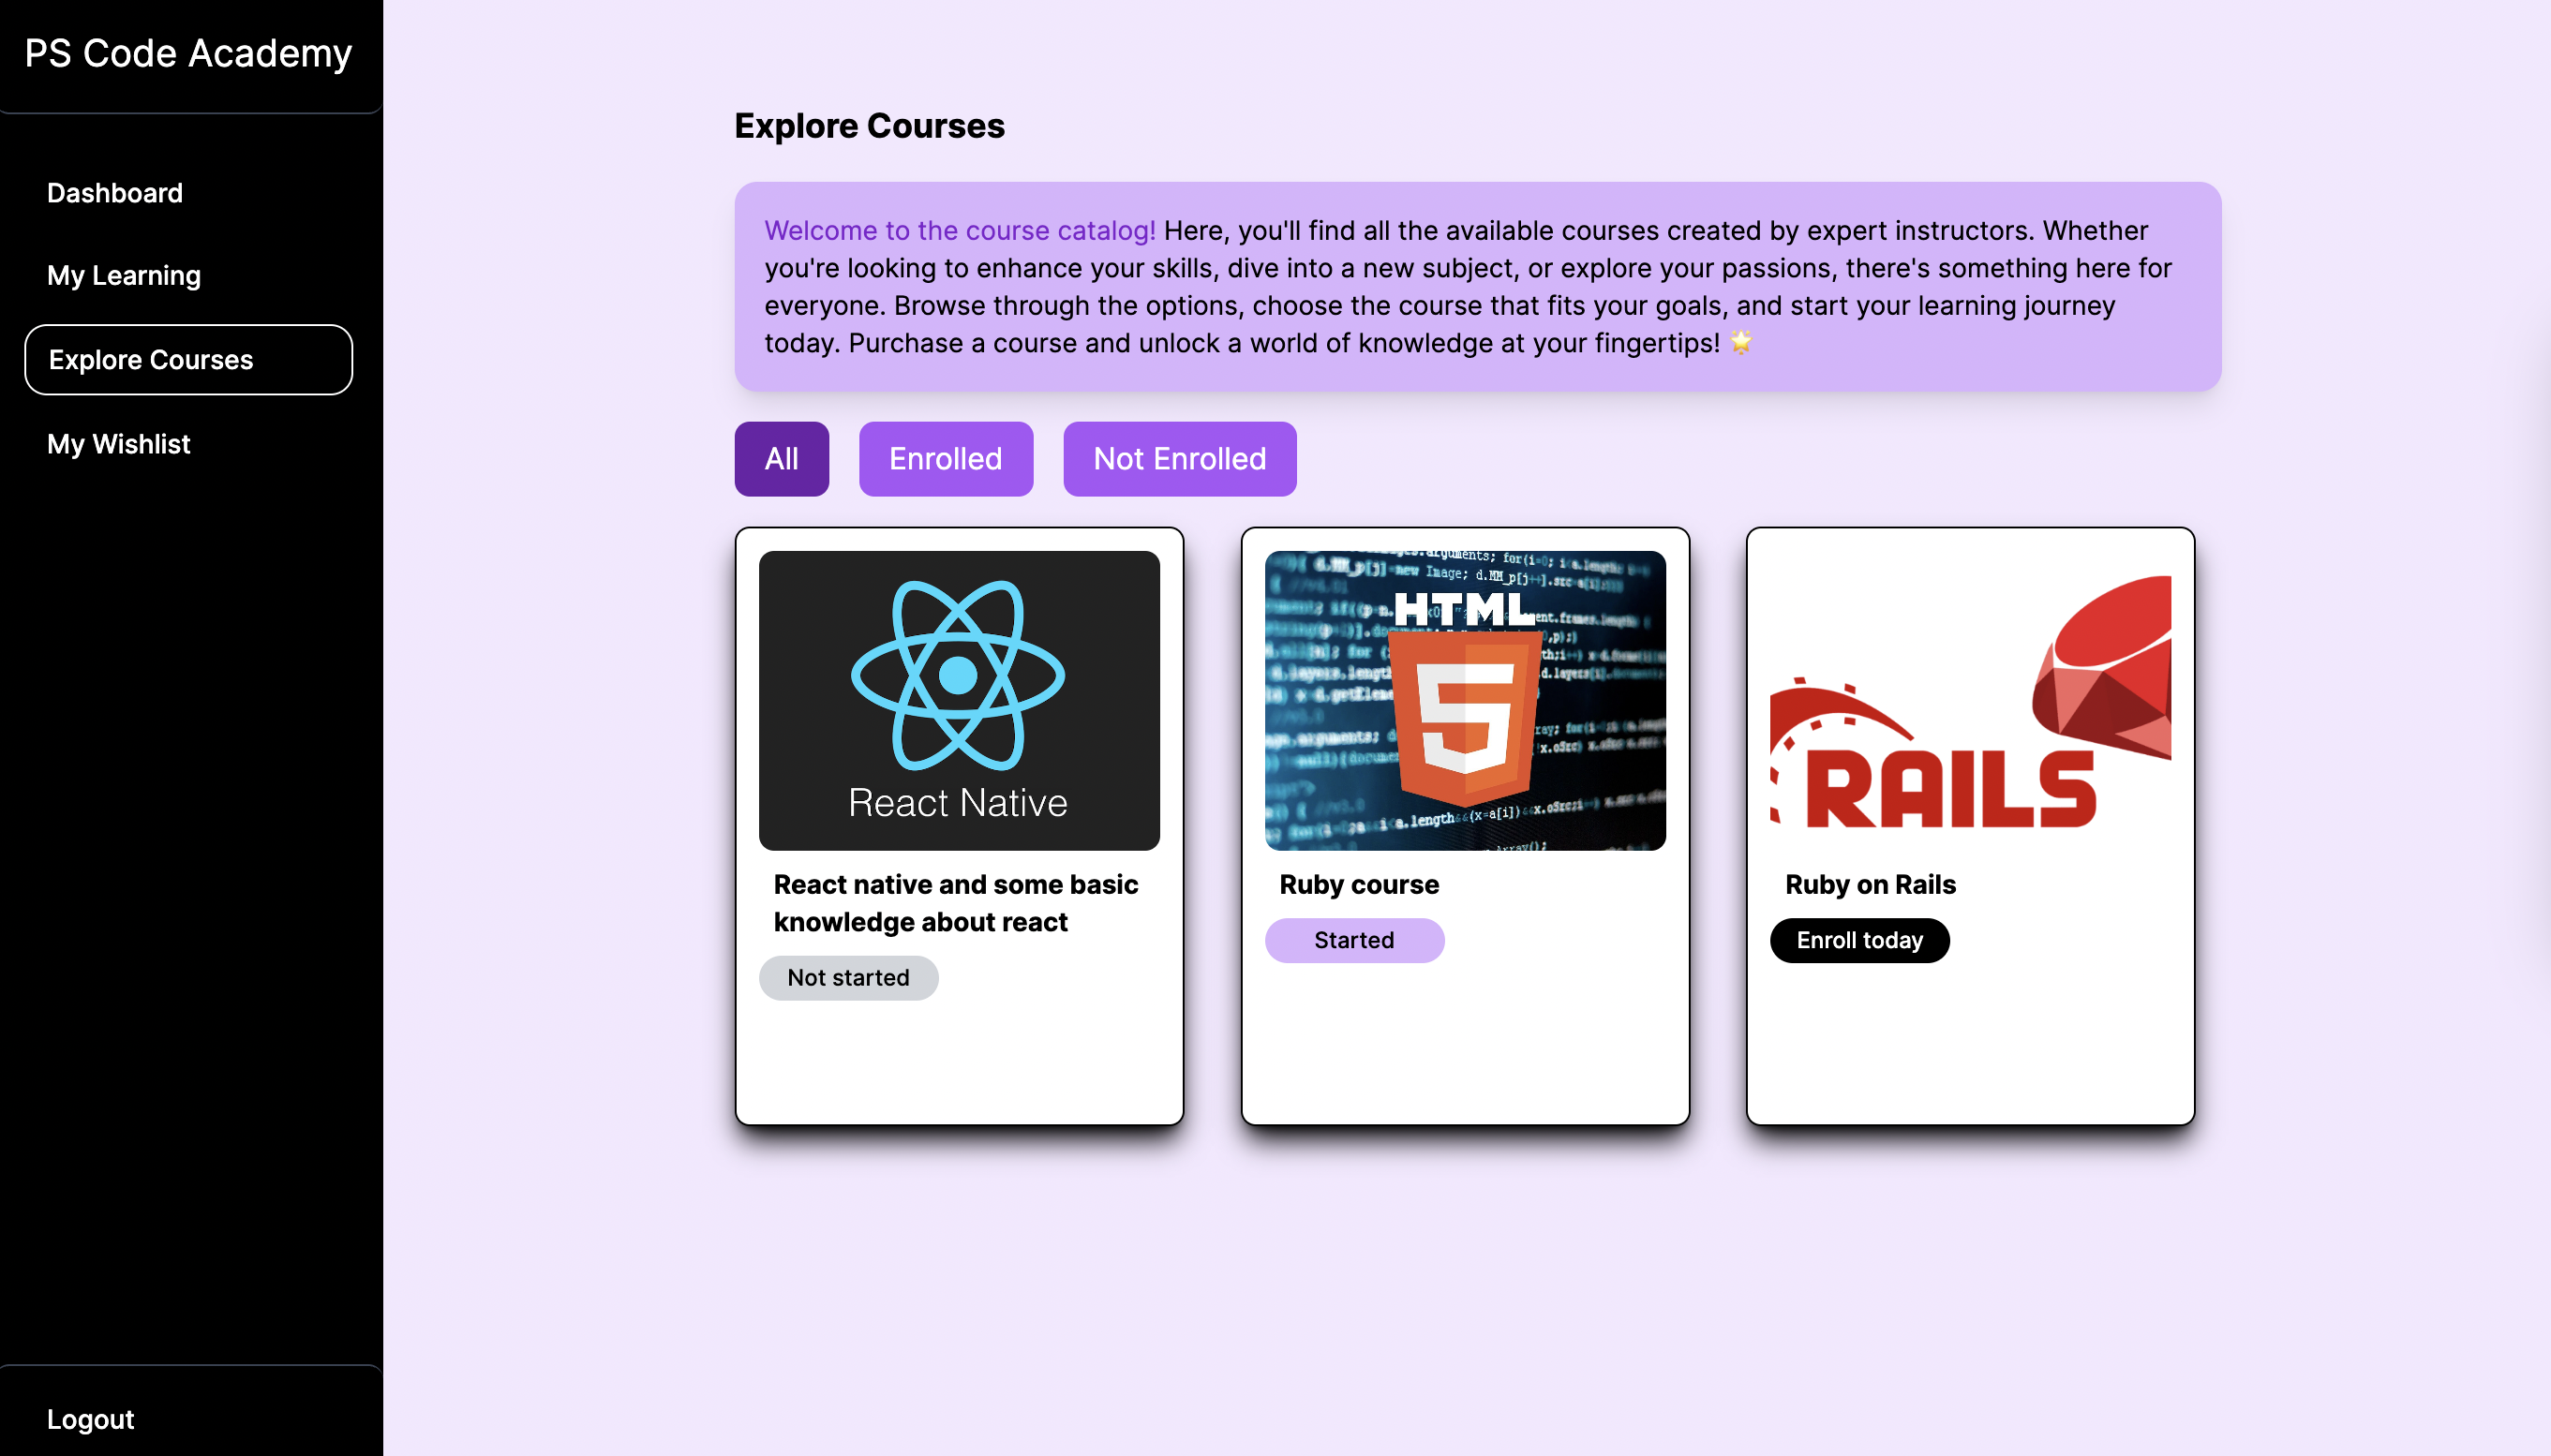 PS Code Academy
Dashboard
My Learning
Explore Courses
My Wishlist
Logout
Explore Courses
Welcome to the course catalog! Here, you'll find all the available courses created by expert instructors. Whether
you're looking to enhance your skills, dive into a new subject, or explore your passions, there's something here for
everyone. Browse through the options, choose the course that fits your goals, and start your learning journey
today. Purchase a course and unlock a world of knowledge at your fingertips! 🌟
All
Enrolled
Not Enrolled
React Native
React native and some basic
knowledge about react
Not started
HTML
5
Ruby course
Started
RAILS
Ruby on Rails
Enroll today